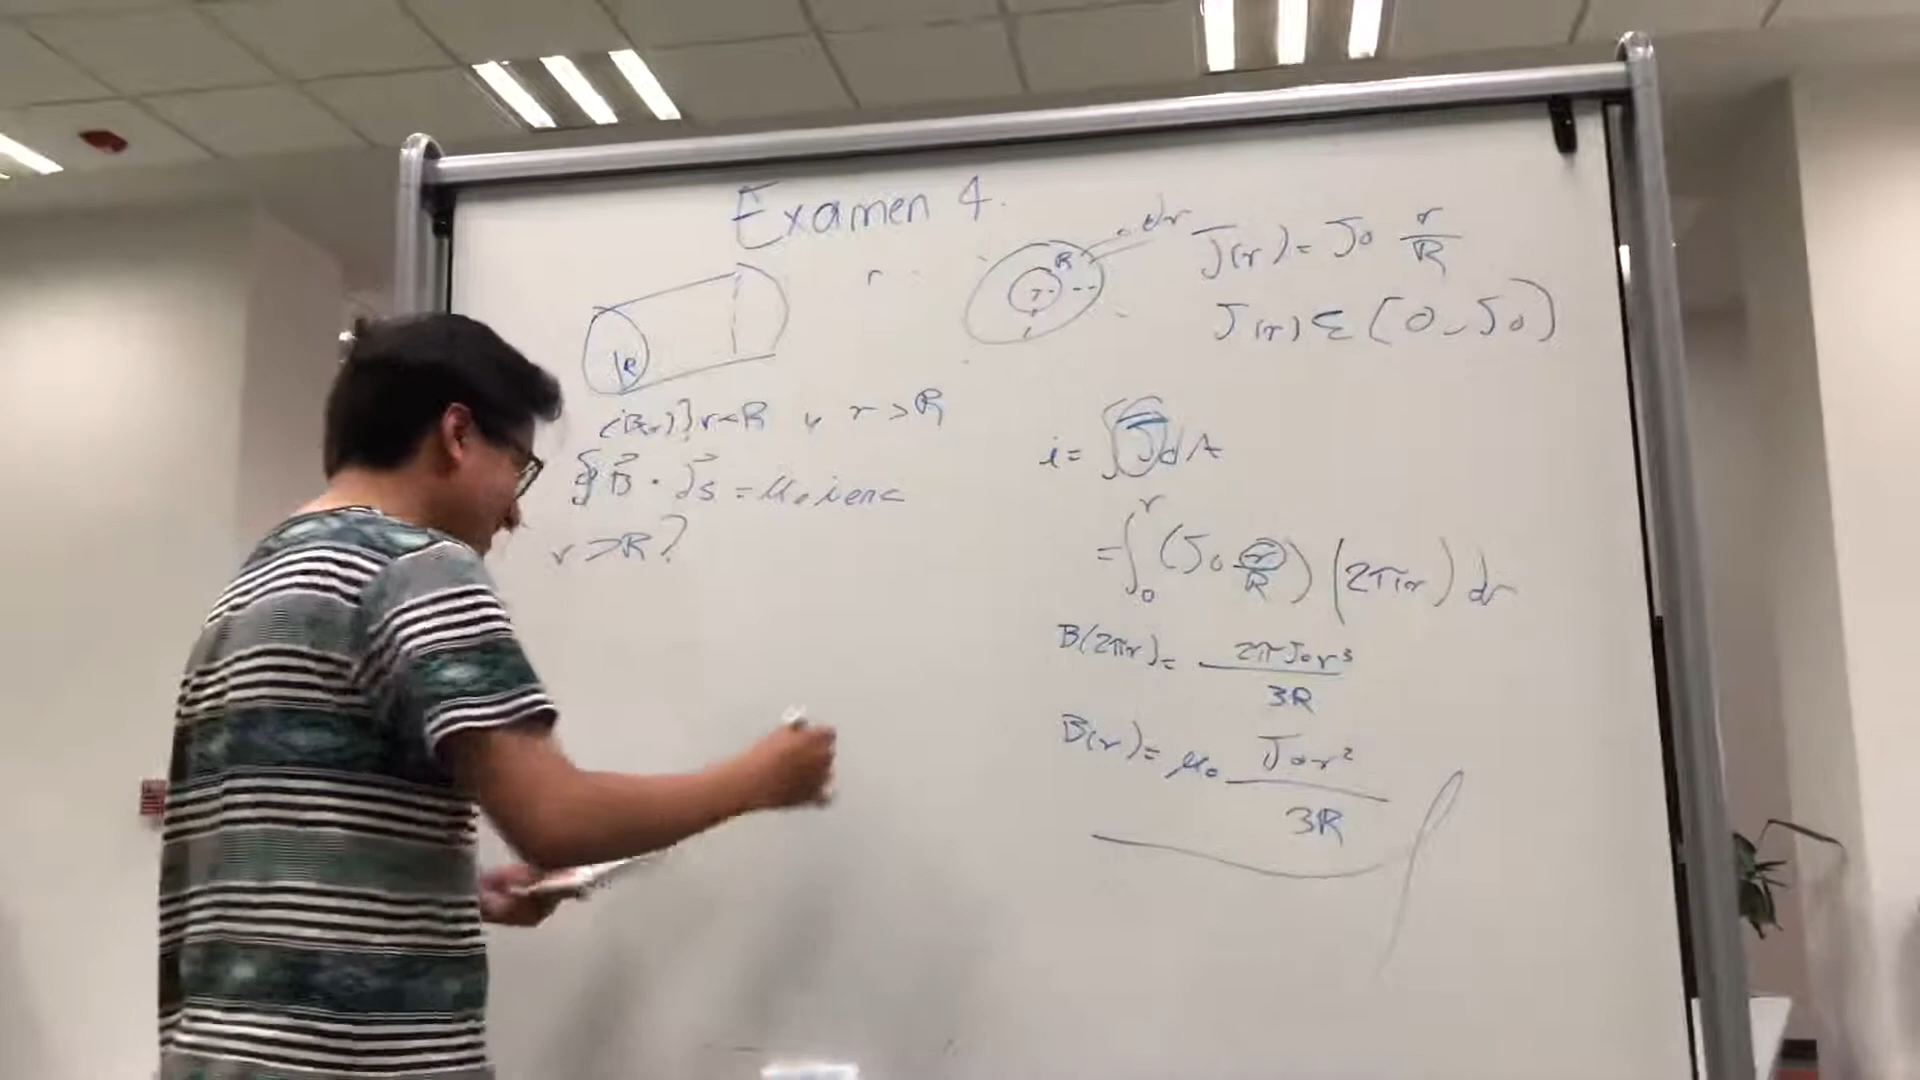 Examen 4.
R
r
R
r
dr
J(r) = J0 r/R
J(r) ∈ (0 - J0)
(B(r)) r<R y r>R
∮ B⃗ · ds⃗ = μ0 ienc
r>R?
i = ∫ J dA
= ∫₀ʳ (J0 r/R) (2πr) dr
B(2πr) = 2πJ0r³ / 3R
B(r) = μ0 J0r² / 3R